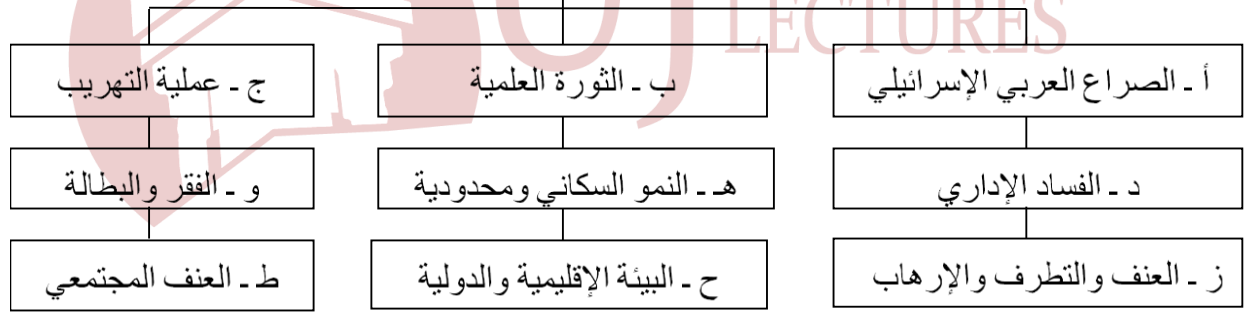 UJ
LECTURES
أ ـ الصراع العربي الإسرائيلي
ب ـ الثورة العلمية
ج ـ عملية التهريب
د ـ الفساد الإداري
هـ ـ النمو السكاني ومحدودية
و ـ الفقر والبطالة
ز ـ العنف والتطرف والإرهاب
ح ـ البيئة الإقليمية والدولية
ط ـ العنف المجتمعي